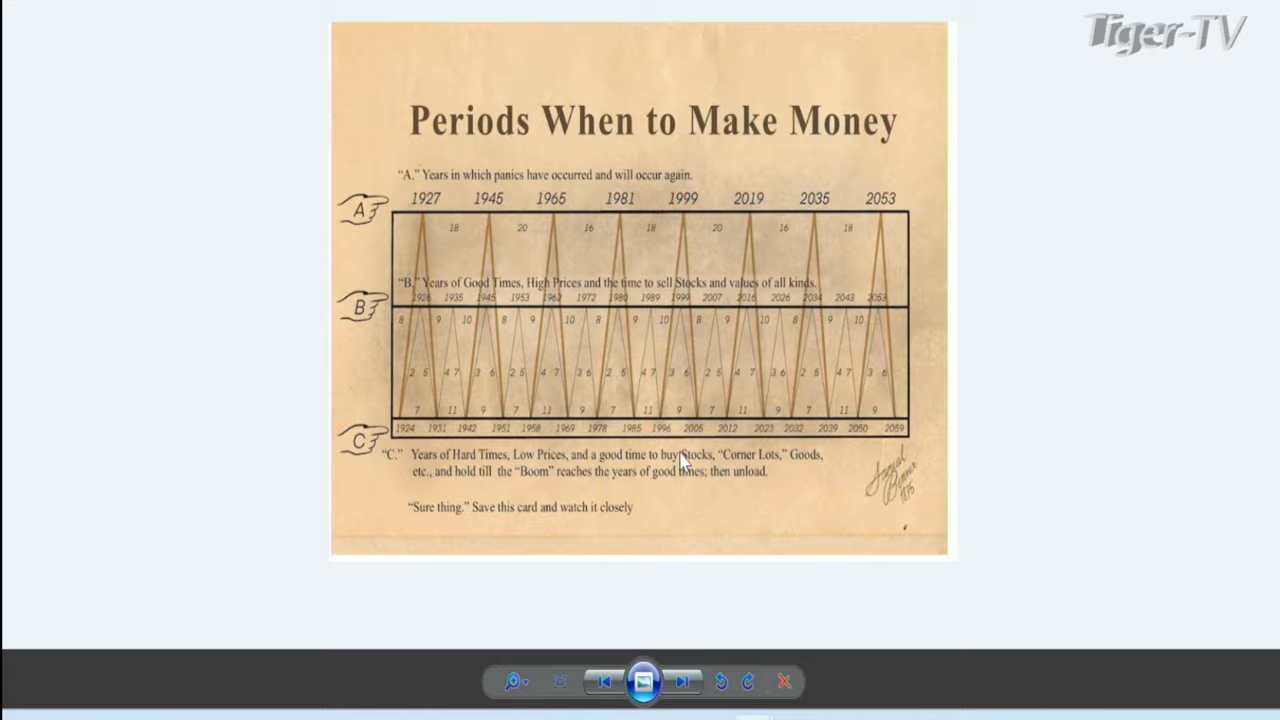 Tiger-TV
Periods When to Make Money
“A.” Years in which panics have occurred and will occur again.
A 1927 1945 1965 1981 1999 2019 2035 2053
18 20 16 18 20 16 18
“B.” Years of Good Times, High Prices and the time to sell Stocks and values of all kinds.
B 1926 1935 1945 1953 1962 1972 1980 1989 1999 2007 2016 2026 2034 2043 2053
8 9 10 8 9 10 8 9 10 8 9 10 8 9 10
2 5 4 7 3 6 2 5 4 7 3 6 2 5 4 7 3 6 2 5 4 7 3 6 2 5 4 7 3 6
7 11 9 7 11 9 7 11 9 7 11 9 7 11 9
C 1924 1931 1942 1951 1958 1969 1978 1985 1996 2005 2012 2023 2032 2039 2050 2059
“C.” Years of Hard Times, Low Prices, and a good time to buy Stocks, “Corner Lots,” Goods,
etc., and hold till the “Boom” reaches the years of good times; then unload.
“Sure thing.” Save this card and watch it closely